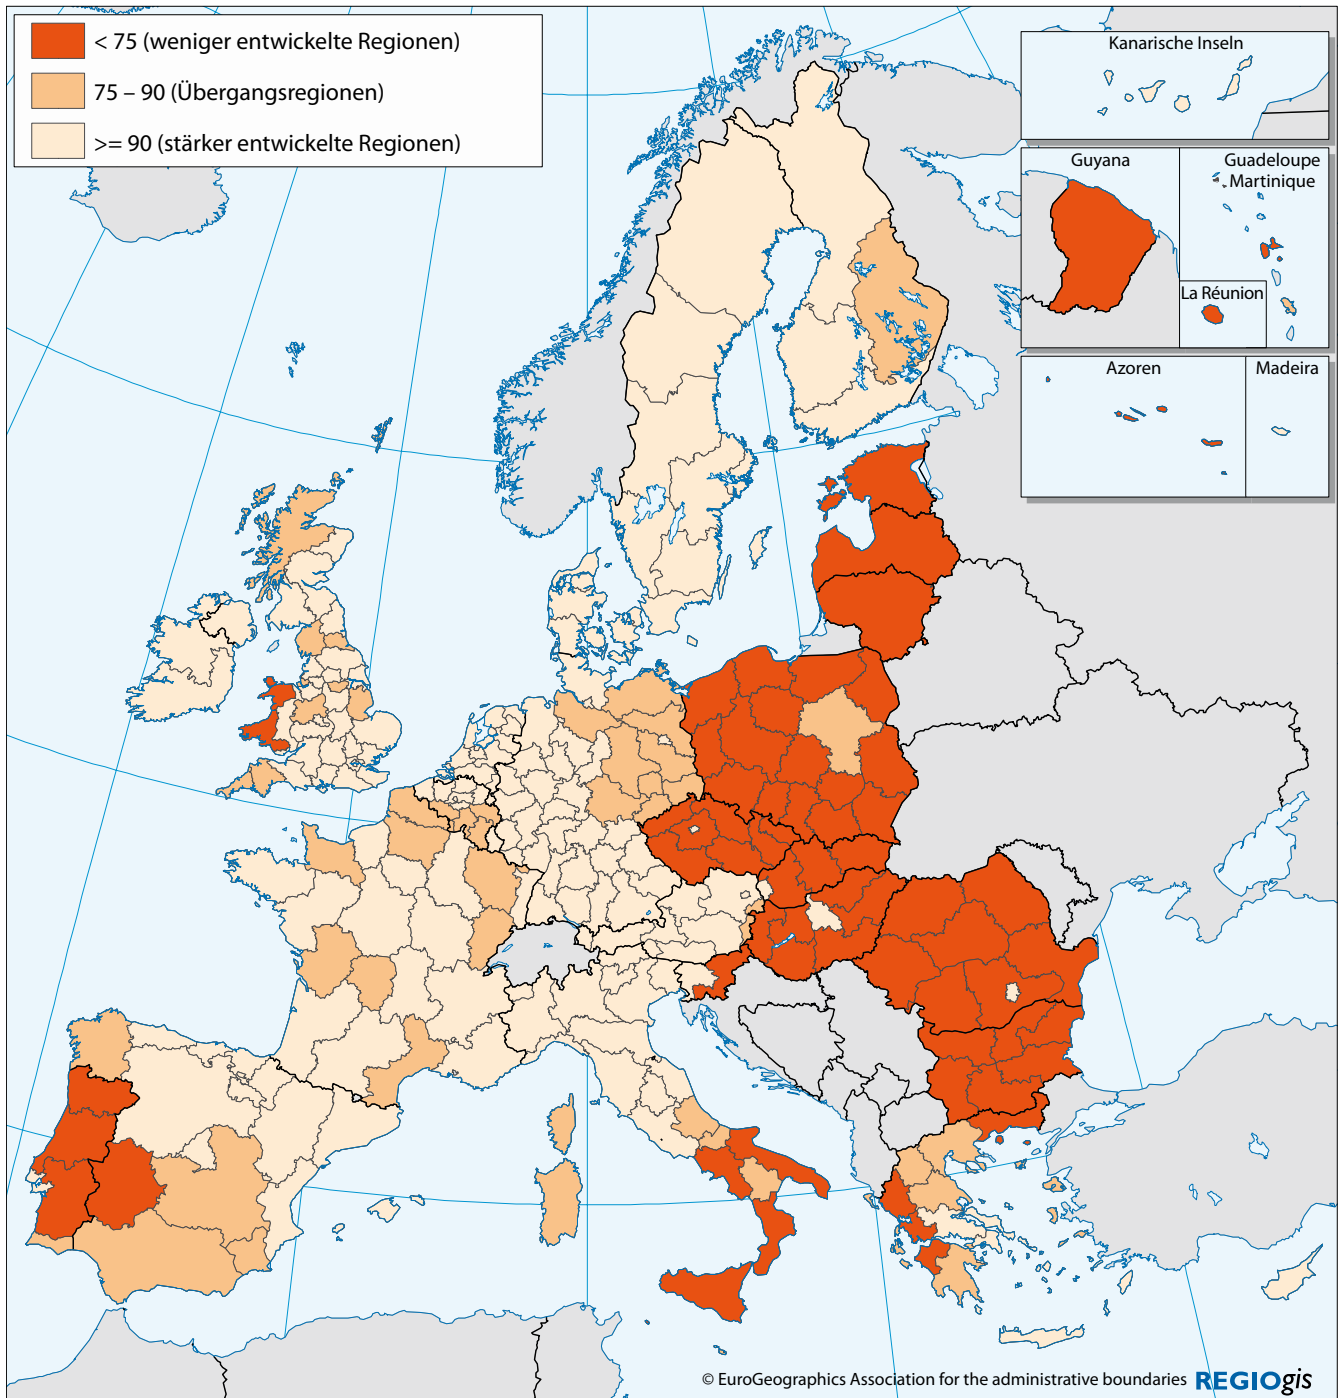 < 75 (weniger entwickelte Regionen)
75 – 90 (Übergangsregionen)
>= 90 (stärker entwickelte Regionen)
Kanarische Inseln
Guyana
Guadeloupe
Martinique
La Réunion
Azoren
Madeira
© EuroGeographics Association for the administrative boundaries REGIOgis